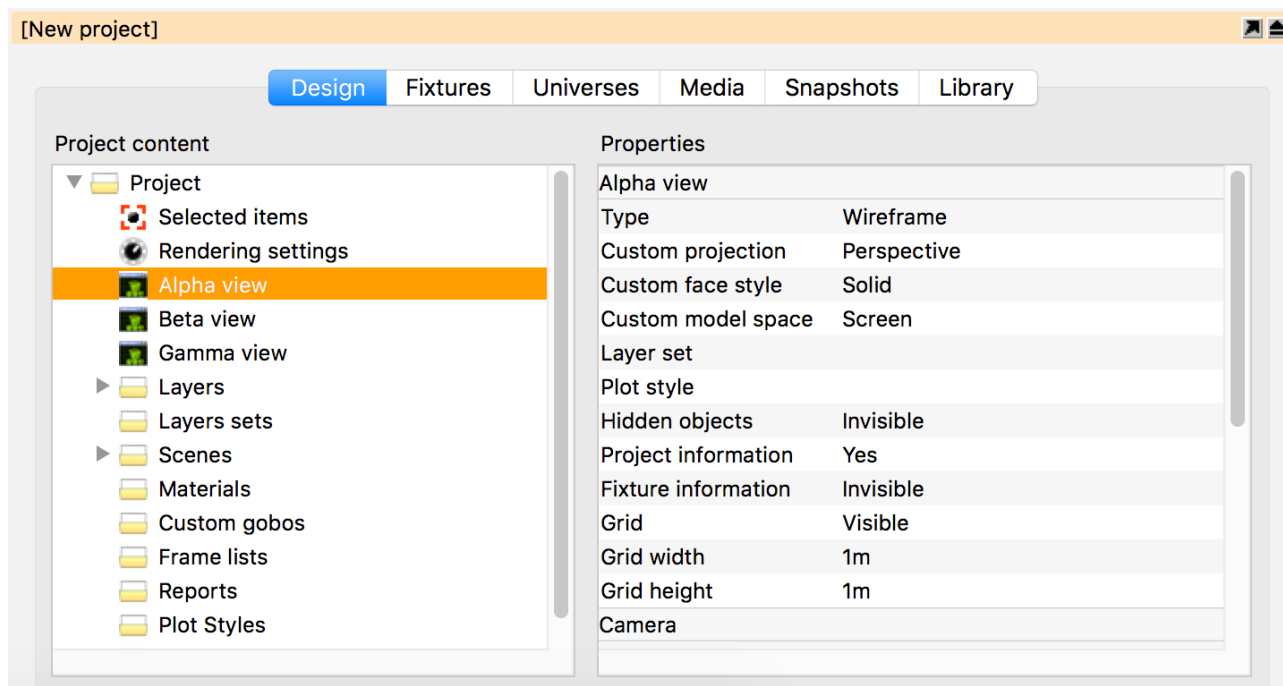 [New project]
Design Fixtures Universes Media Snapshots Library
Project content
Project
Selected items
Rendering settings
Alpha view
Beta view
Gamma view
Layers
Layers sets
Scenes
Materials
Custom gobos
Frame lists
Reports
Plot Styles
Properties
Alpha view
Type Wireframe
Custom projection Perspective
Custom face style Solid
Custom model space Screen
Layer set
Plot style
Hidden objects Invisible
Project information Yes
Fixture information Invisible
Grid Visible
Grid width 1m
Grid height 1m
Camera